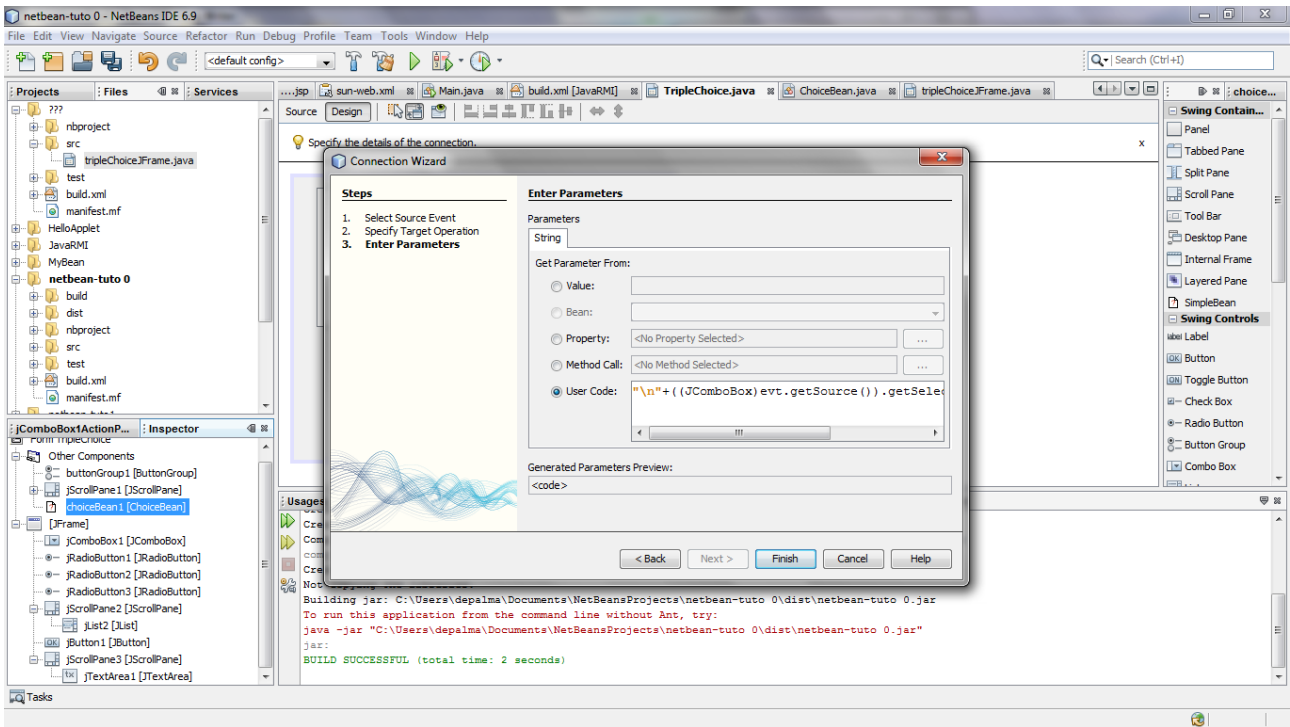 netbean-tuto 0 - NetBeans IDE 6.9
File Edit View Navigate Source Refactor Run Debug Profile Team Tools Window Help
<default config>
Search (Ctrl+I)
Projects Files Services
....jsp sun-web.xml Main.java build.xml [JavaRMI] TripleChoice.java ChoiceBean.java tripleChoiceJFrame.java
choice...
???
nbproject
src
tripleChoiceJFrame.java
test
build.xml
manifest.mf
HelloApplet
JavaRMI
MyBean
netbean-tuto 0
build
dist
nbproject
src
test
build.xml
manifest.mf
Source Design
Specify the details of the connection. x
Connection Wizard
Steps
1. Select Source Event
2. Specify Target Operation
3. Enter Parameters
Enter Parameters
Parameters
String
Get Parameter From:
Value:
Bean:
Property: <No Property Selected> ...
Method Call: <No Method Selected> ...
User Code: "\n"+((JComboBox)evt.getSource()).getSelec
Generated Parameters Preview:
<code>
< Back Next > Finish Cancel Help
Swing Contain...
Panel
Tabbed Pane
Split Pane
Scroll Pane
Tool Bar
Desktop Pane
Internal Frame
Layered Pane
SimpleBean
Swing Controls
label Label
OK Button
ON Toggle Button
Check Box
Radio Button
Button Group
Combo Box
jComboBox1ActionP... Inspector
Form TripleChoice
Other Components
buttonGroup1 [ButtonGroup]
jScrollPane1 [JScrollPane]
choiceBean1 [ChoiceBean]
[JFrame]
jComboBox1 [JComboBox]
jRadioButton1 [JRadioButton]
jRadioButton2 [JRadioButton]
jRadioButton3 [JRadioButton]
jScrollPane2 [JScrollPane]
jList2 [JList]
OK jButton1 [JButton]
jScrollPane3 [JScrollPane]
jTextArea1 [JTextArea]
Usages
Building jar: C:\Users\depalma\Documents\NetBeansProjects\netbean-tuto 0\dist\netbean-tuto 0.jar
To run this application from the command line without Ant, try:
java -jar "C:\Users\depalma\Documents\NetBeansProjects\netbean-tuto 0\dist\netbean-tuto 0.jar"
jar:
BUILD SUCCESSFUL (total time: 2 seconds)
Tasks